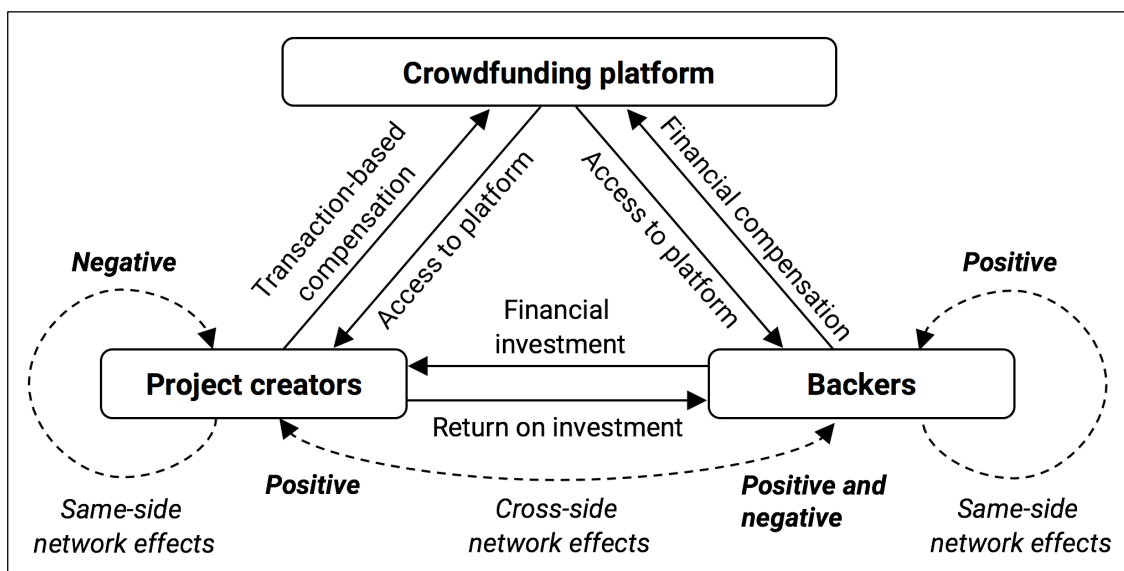 Crowdfunding platform
Transaction-based
compensation
Access to platform
Access to platform
Financial compensation
Negative
Positive
Financial
investment
Project creators
Backers
Return on investment
Positive
Positive and
negative
Same-side
network effects
Cross-side
network effects
Same-side
network effects